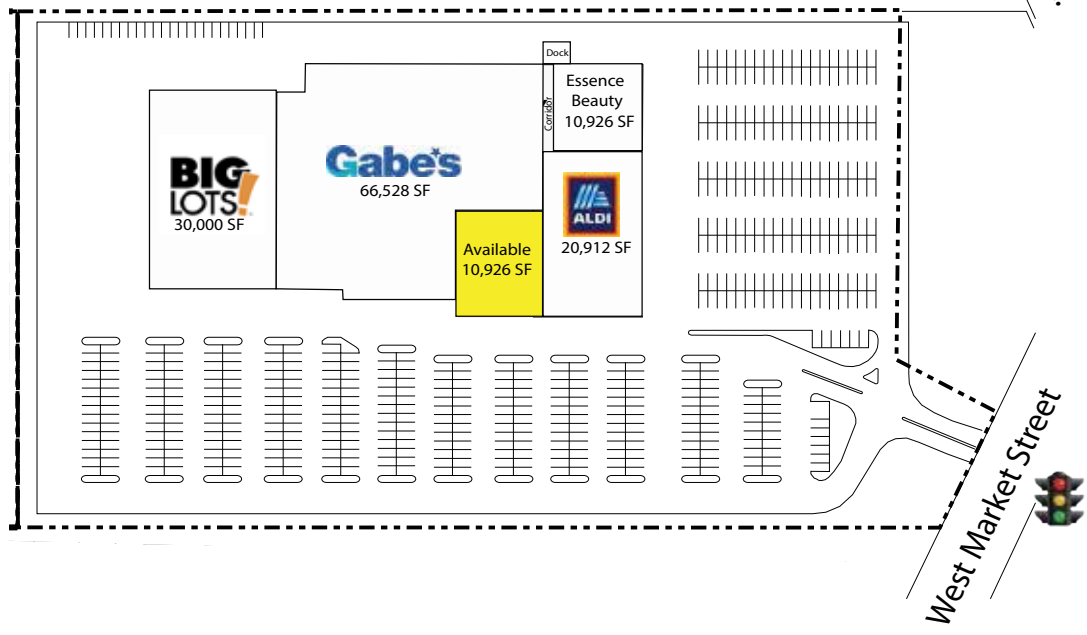 Dock
Essence
Beauty
10,926 SF
Corridor
Gabe's
66,528 SF
BIG
LOTS!
30,000 SF
ALDI
20,912 SF
Available
10,926 SF
West Market Street